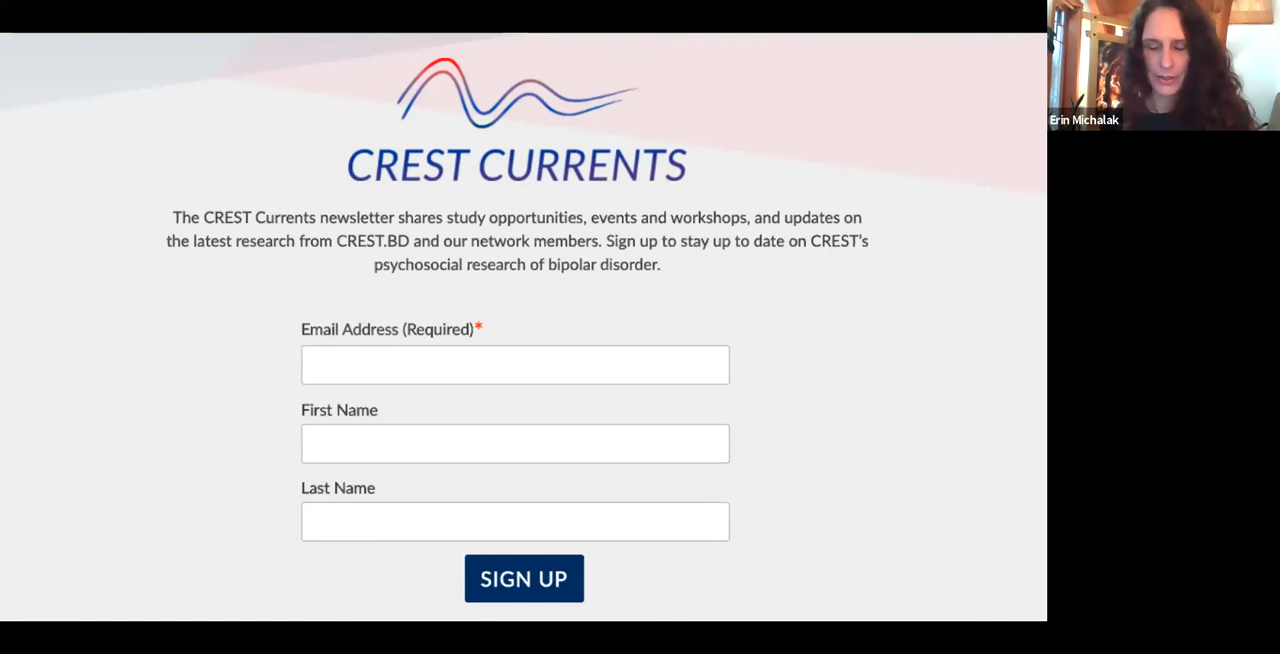 CREST CURRENTS
The CREST Currents newsletter shares study opportunities, events and workshops, and updates on
the latest research from CREST.BD and our network members. Sign up to stay up to date on CREST’s
psychosocial research of bipolar disorder.
Email Address (Required)*
First Name
Last Name
SIGN UP
Erin Michalak